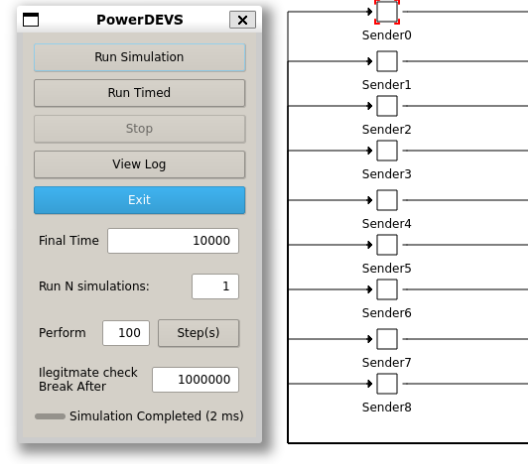 PowerDEVS
Run Simulation
Run Timed
Stop
View Log
Exit
Final Time 10000
Run N simulations: 1
Perform 100 Step(s)
Ilegitmate check
Break After 1000000
Simulation Completed (2 ms)
Sender0
Sender1
Sender2
Sender3
Sender4
Sender5
Sender6
Sender7
Sender8